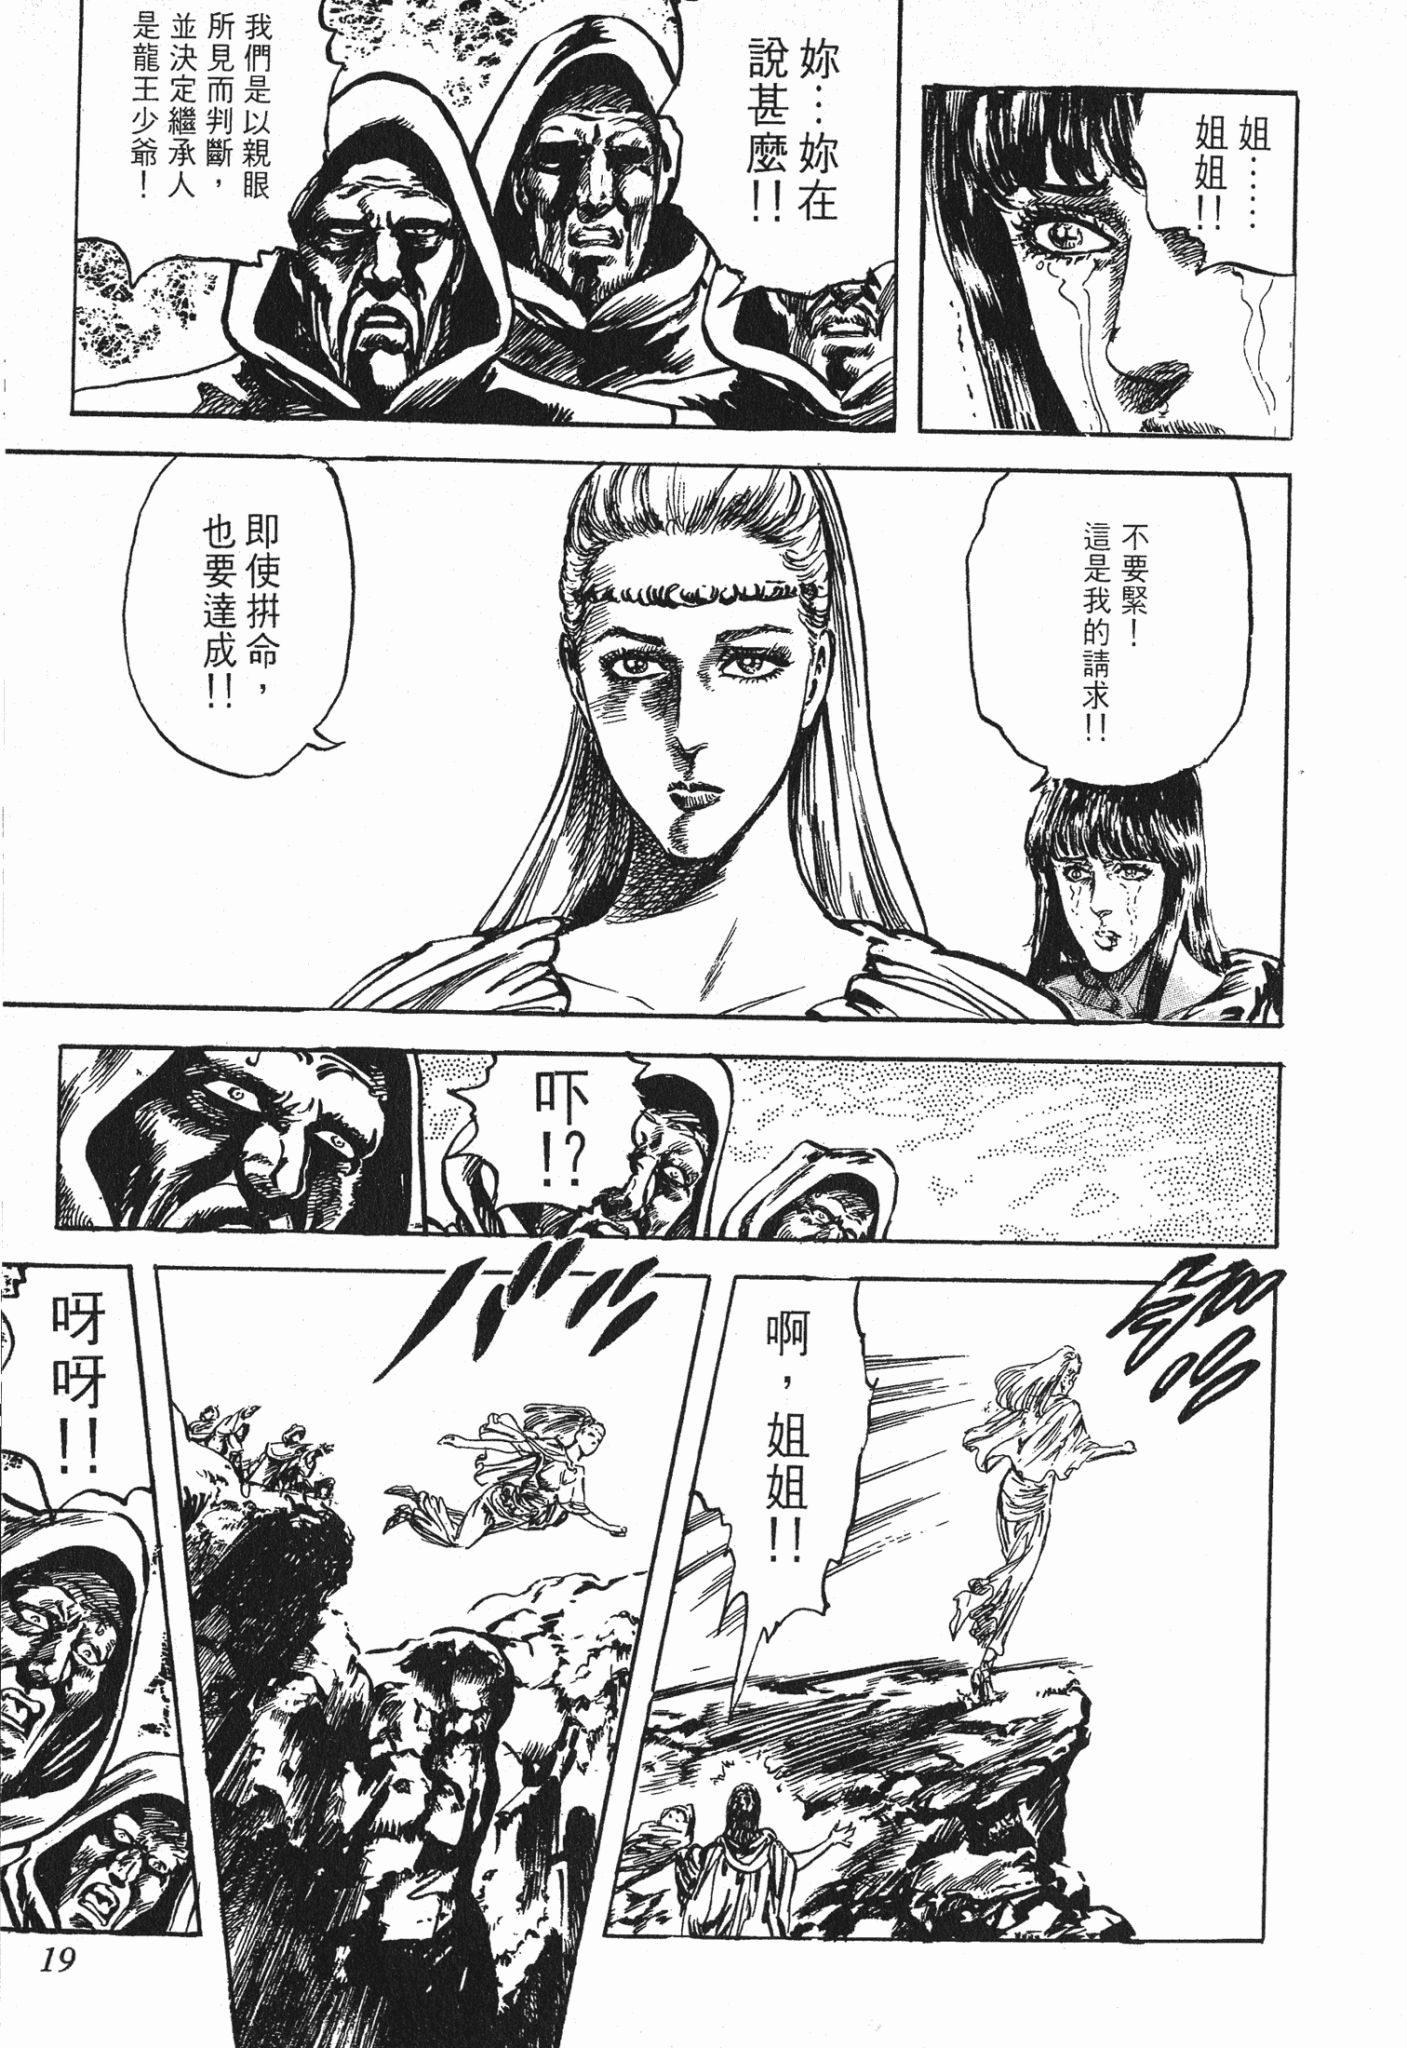 姐……
姐姐!!
妳…妳在
說甚麼!!
我們是以親眼
所見而判斷，
並決定繼承人
是龍王少爺！
不要緊！
這是我的請求!!
即使拚命，
也要達成!!
吓!?
啊，姐姐!!
呀呀!!
19